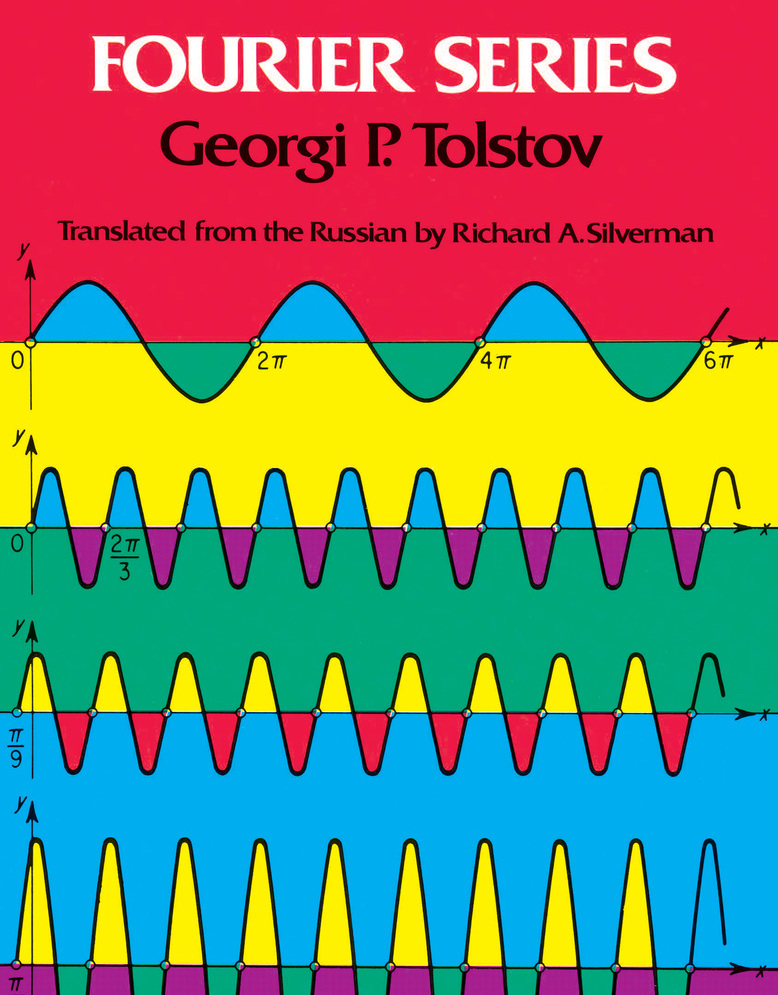 FOURIER SERIES
Georgi P. Tolstov
Translated from the Russian by Richard A. Silverman
y
0 2π 4π 6π x
y
0 2π/3 x
y
π/9 x
y
π x